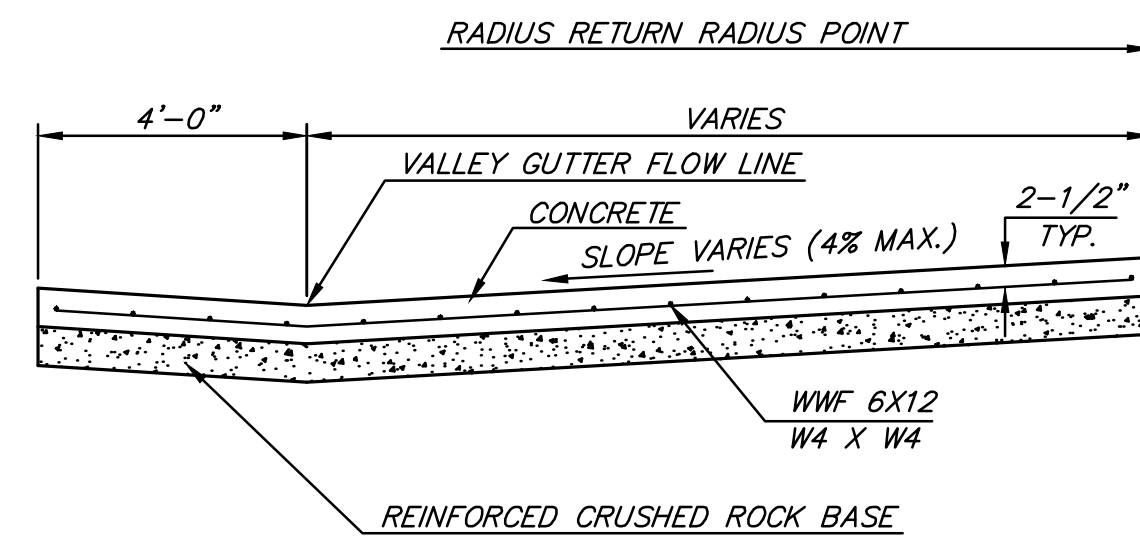 RADIUS RETURN RADIUS POINT
4'-0"
VARIES
VALLEY GUTTER FLOW LINE
CONCRETE
SLOPE VARIES (4% MAX.)
2-1/2"
TYP.
WWF 6X12
W4 X W4
REINFORCED CRUSHED ROCK BASE